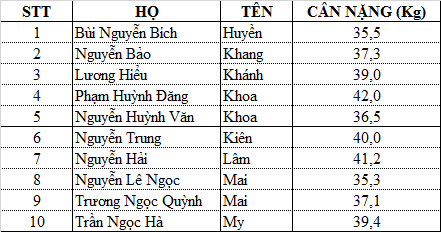 STT HỌ TÊN CÂN NẶNG (Kg)
1 Bùi Nguyễn Bích Huyền 35,5
2 Nguyễn Bảo Khang 37,3
3 Lương Hiểu Khánh 39,0
4 Phạm Huỳnh Đăng Khoa 42,0
5 Nguyễn Huỳnh Văn Khoa 36,5
6 Nguyễn Trung Kiên 40,0
7 Nguyễn Hải Lâm 41,2
8 Nguyễn Lê Ngọc Mai 35,3
9 Trương Ngọc Quỳnh Mai 37,1
10 Trần Ngọc Hà My 39,4